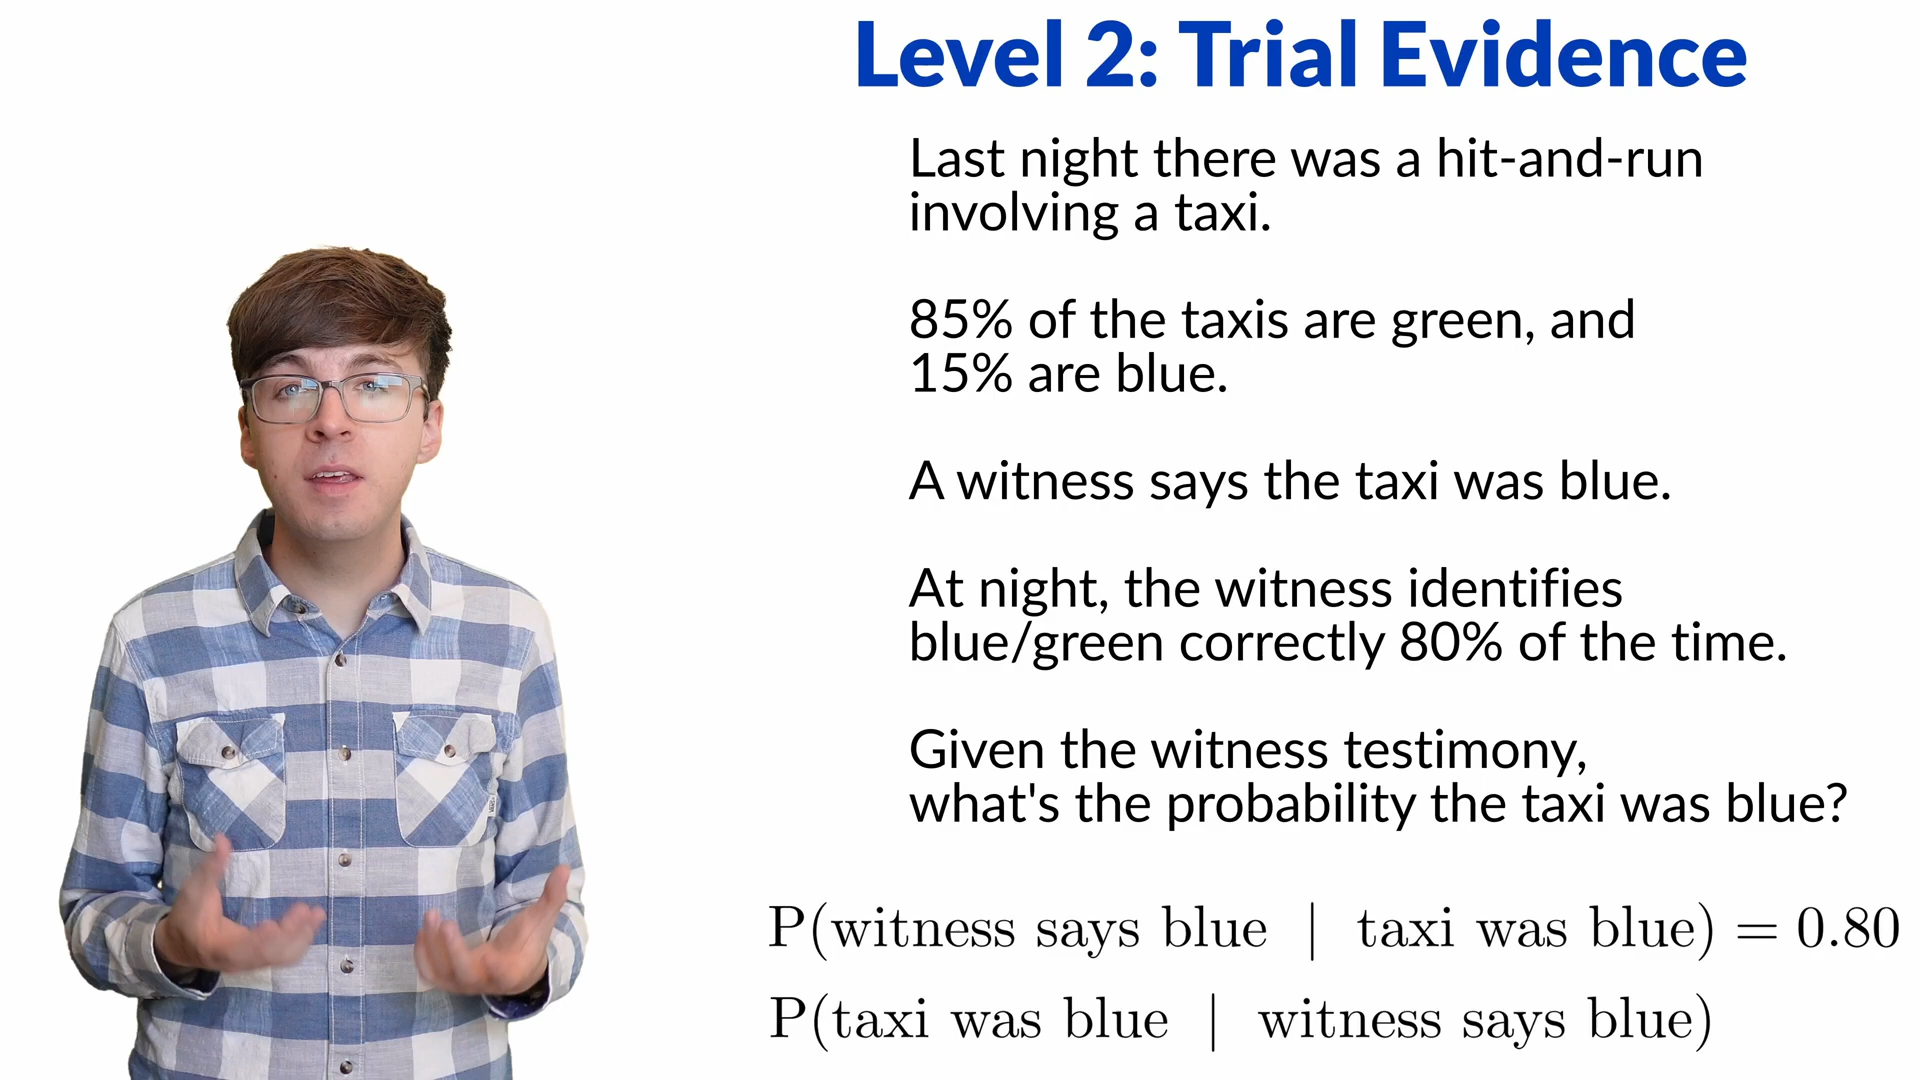 Level 2: Trial Evidence
Last night there was a hit-and-run
involving a taxi.
85% of the taxis are green, and
15% are blue.
A witness says the taxi was blue.
At night, the witness identifies
blue/green correctly 80% of the time.
Given the witness testimony,
what's the probability the taxi was blue?
P(witness says blue | taxi was blue) = 0.80
P(taxi was blue | witness says blue)